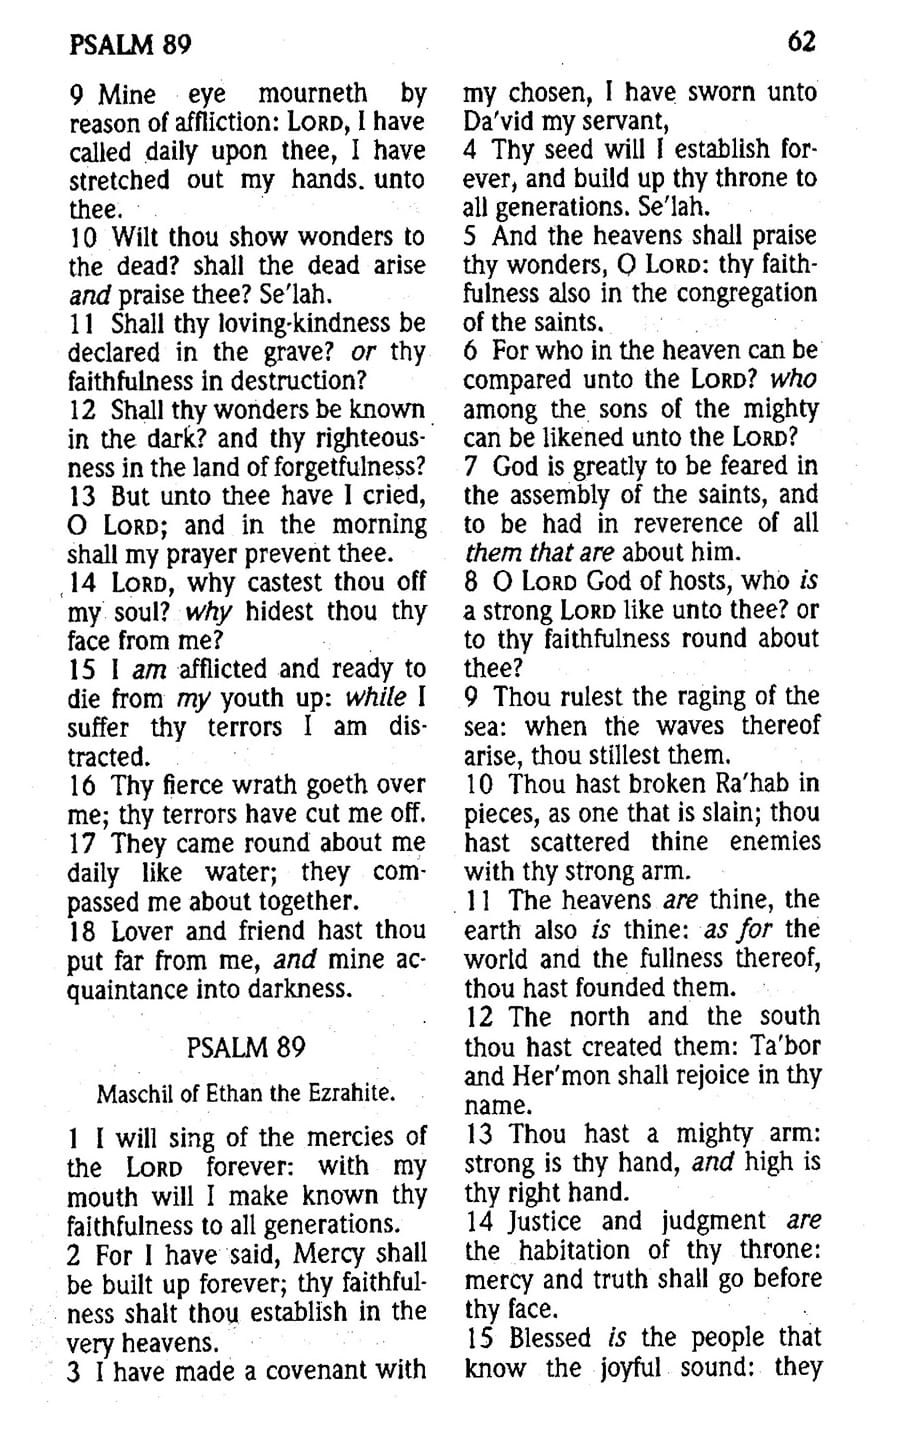 PSALM 89
62
9 Mine eye mourneth by
reason of affliction: LORD, I have
called daily upon thee, I have
stretched out my hands. unto
thee.
10 Wilt thou show wonders to
the dead? shall the dead arise
and praise thee? Se'lah.
11 Shall thy loving-kindness be
declared in the grave? or thy
faithfulness in destruction?
12 Shall thy wonders be known
in the dark? and thy righteous-
ness in the land of forgetfulness?
13 But unto thee have I cried,
O LORD; and in the morning
shall my prayer prevent thee.
14 LORD, why castest thou off
my soul? why hidest thou thy
face from me?
15 I am afflicted and ready to
die from my youth up: while I
suffer thy terrors I am dis-
tracted.
16 Thy fierce wrath goeth over
me; thy terrors have cut me off.
17 They came round about me
daily like water; they com-
passed me about together.
18 Lover and friend hast thou
put far from me, and mine ac-
quaintance into darkness.
PSALM 89
Maschil of Ethan the Ezrahite.
1 I will sing of the mercies of
the LORD forever: with my
mouth will I make known thy
faithfulness to all generations.
2 For I have said, Mercy shall
be built up forever; thy faithful-
ness shalt thou establish in the
very heavens.
3 I have made a covenant with
my chosen, I have sworn unto
Da'vid my servant,
4 Thy seed will I establish for-
ever, and build up thy throne to
all generations. Se'lah.
5 And the heavens shall praise
thy wonders, O LORD: thy faith-
fulness also in the congregation
of the saints.
6 For who in the heaven can be
compared unto the LORD? who
among the sons of the mighty
can be likened unto the LORD?
7 God is greatly to be feared in
the assembly of the saints, and
to be had in reverence of all
them that are about him.
8 O LORD God of hosts, who is
a strong LORD like unto thee? or
to thy faithfulness round about
thee?
9 Thou rulest the raging of the
sea: when the waves thereof
arise, thou stillest them.
10 Thou hast broken Ra'hab in
pieces, as one that is slain; thou
hast scattered thine enemies
with thy strong arm.
11 The heavens are thine, the
earth also is thine: as for the
world and the fullness thereof,
thou hast founded them.
12 The north and the south
thou hast created them: Ta'bor
and Her'mon shall rejoice in thy
name.
13 Thou hast a mighty arm:
strong is thy hand, and high is
thy right hand.
14 Justice and judgment are
the habitation of thy throne:
mercy and truth shall go before
thy face.
15 Blessed is the people that
know the joyful sound: they